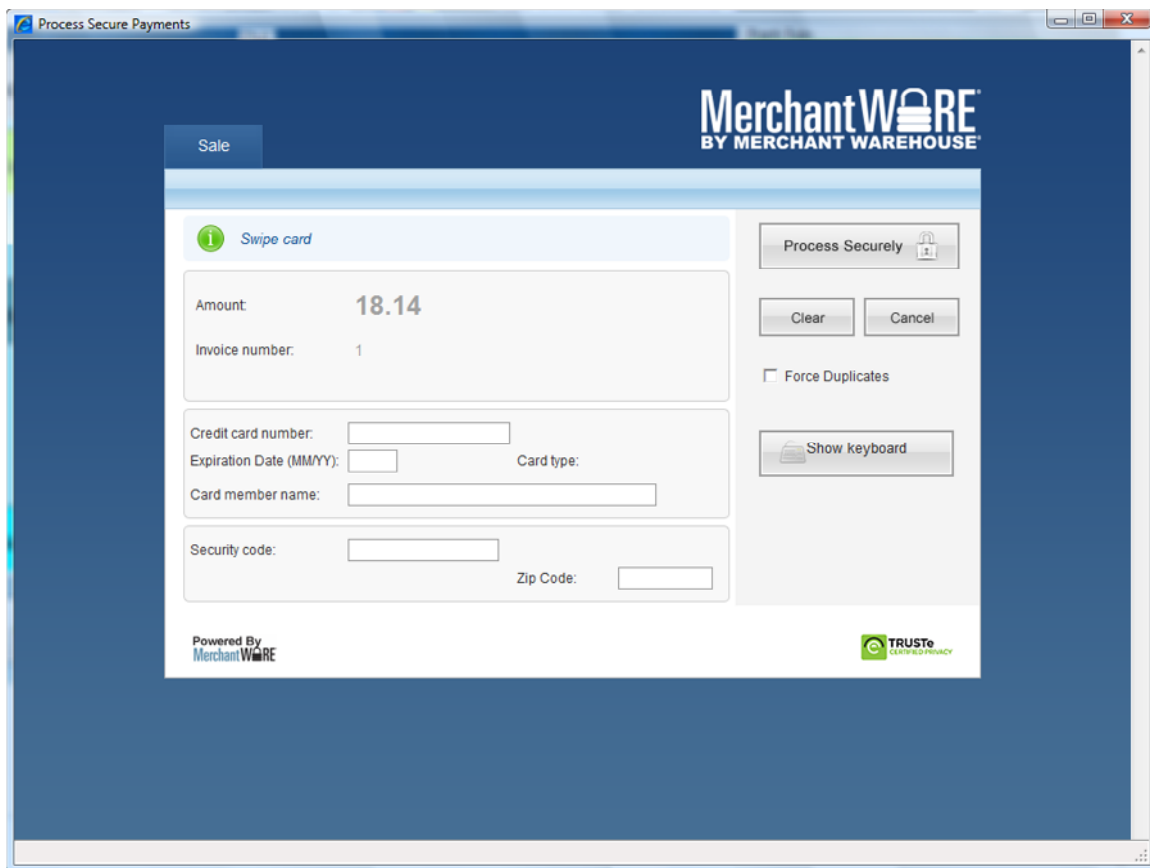 Process Secure Payments
MerchantWARE
BY MERCHANT WAREHOUSE
Sale
Swipe card
Process Securely
Amount: 18.14
Clear Cancel
Invoice number: 1
Force Duplicates
Credit card number:
Show keyboard
Expiration Date (MM/YY): Card type:
Card member name:
Security code:
Zip Code:
Powered By
MerchantWARE
TRUSTe
CERTIFIED PRIVACY